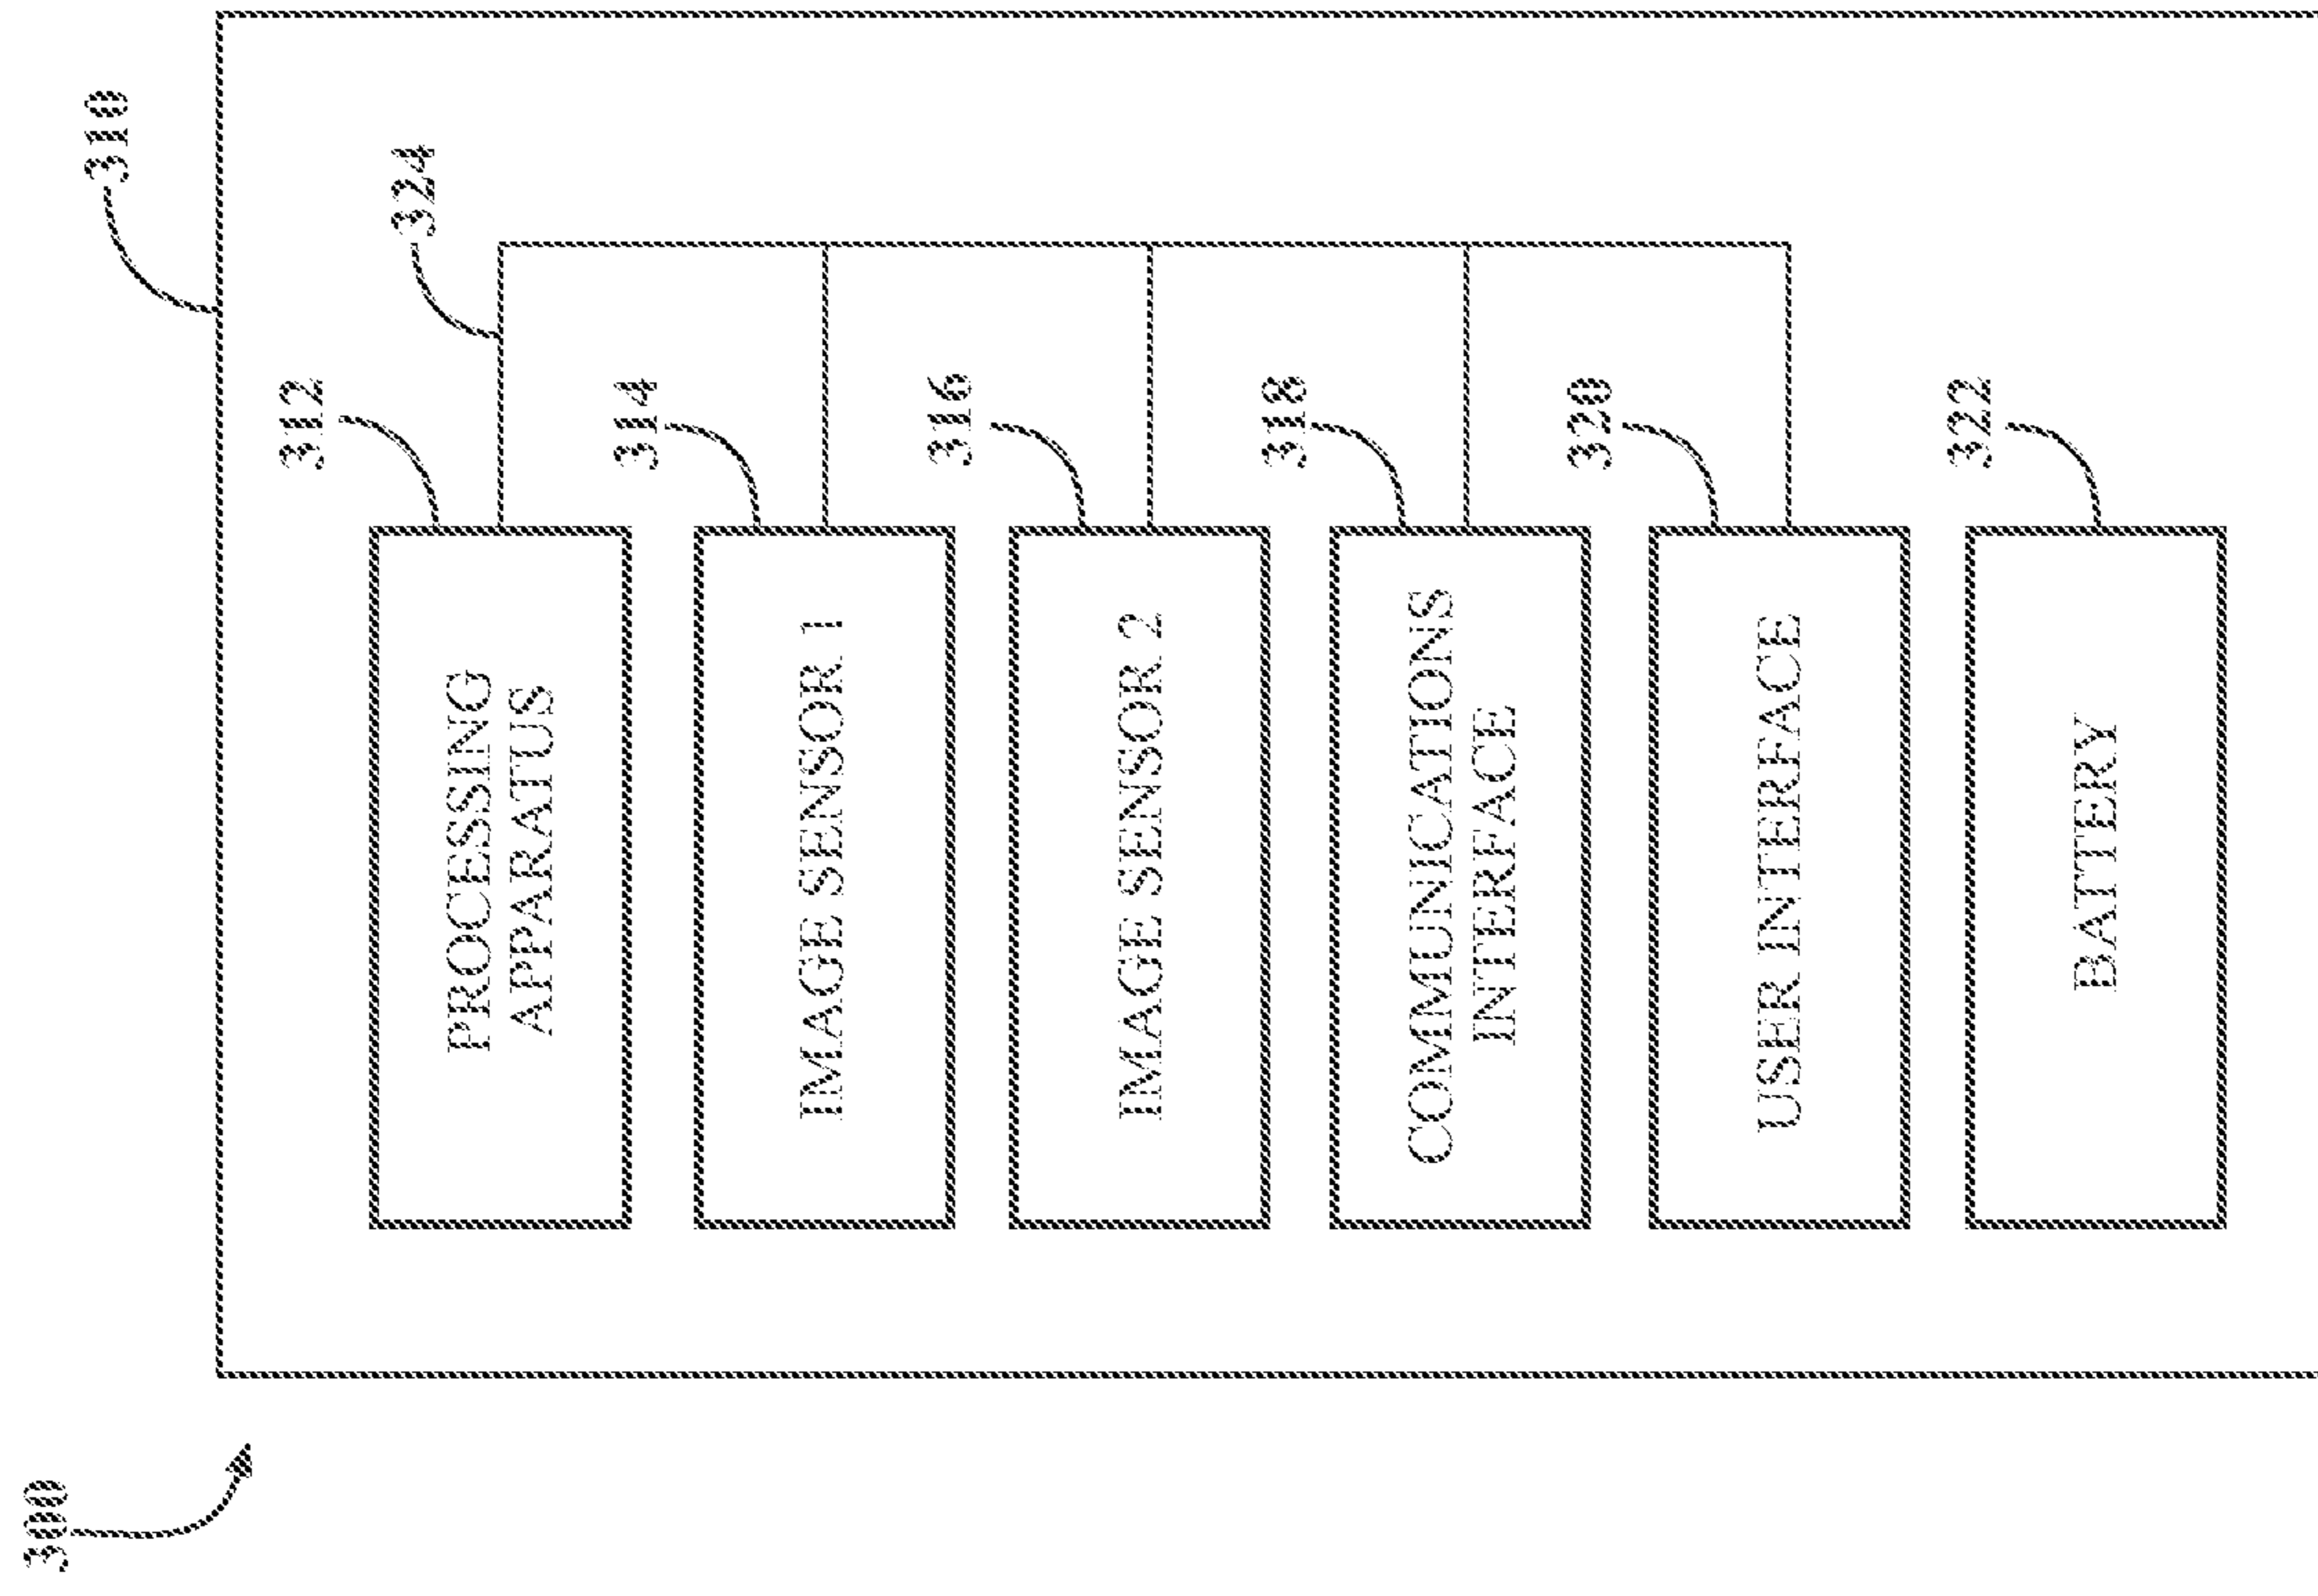 300
310
324
312
PROCESSING
APPARATUS
314
IMAGE SENSOR 1
316
IMAGE SENSOR 2
318
COMMUNICATIONS
INTERFACE
320
USER INTERFACE
322
BATTERY